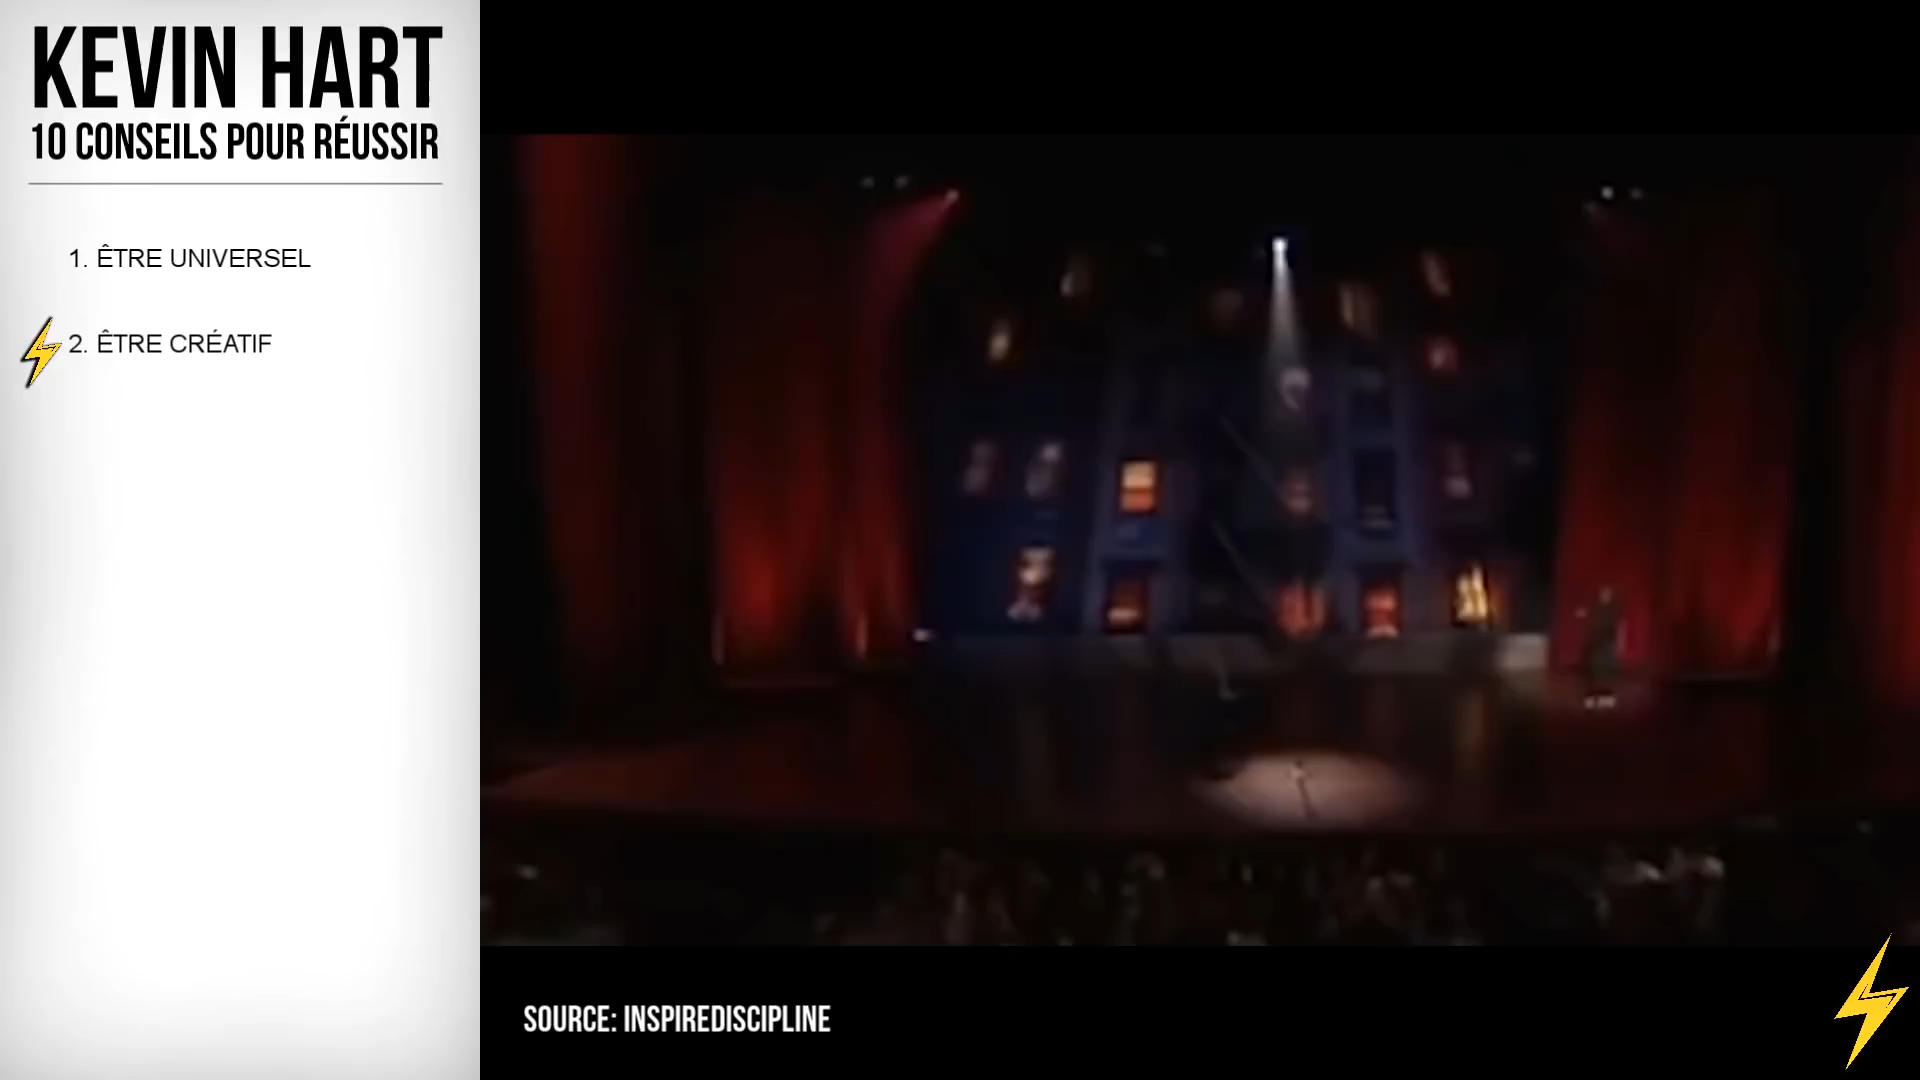 KEVIN HART
10 CONSEILS POUR RÉUSSIR
1. ÊTRE UNIVERSEL
2. ÊTRE CRÉATIF
SOURCE: INSPIREDISCIPLINE